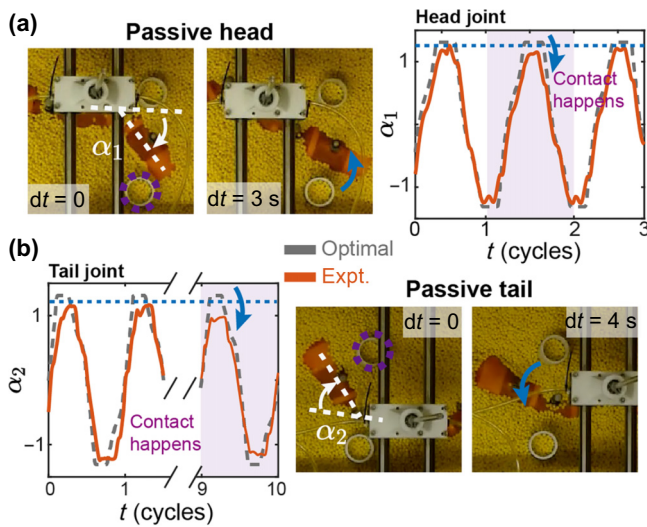 (a)
Passive head
α₁
dt = 0
dt = 3 s
Head joint
α₁
1
−1
Contact
happens
0
1
2
3
t (cycles)
(b)
Tail joint
Optimal
Expt.
α₂
1
−1
Contact
happens
0
1
9
10
t (cycles)
Passive tail
dt = 0
α₂
dt = 4 s